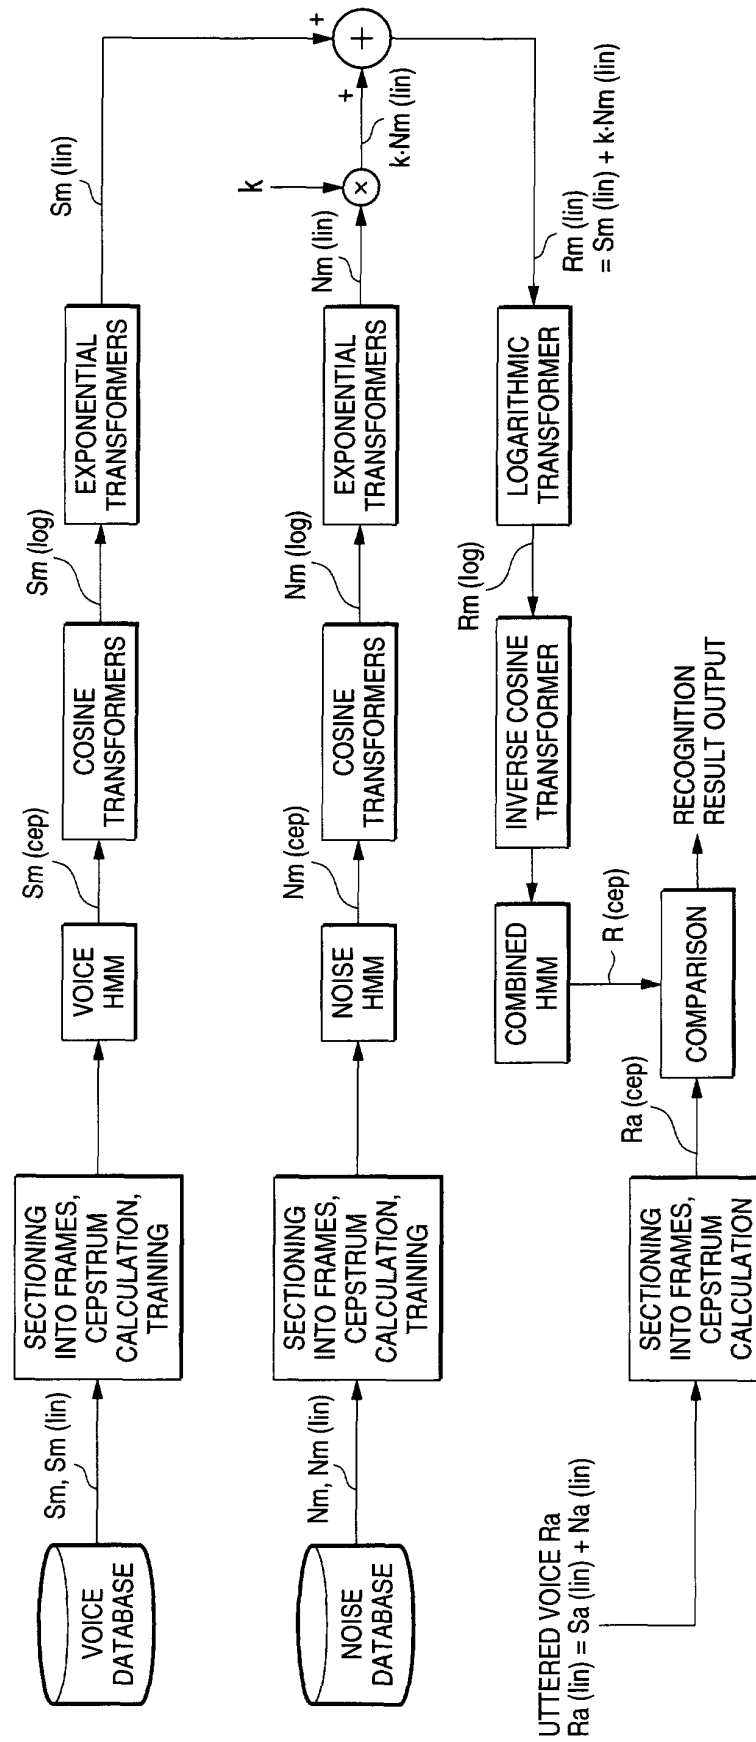 VOICE
DATABASE
Sm, Sm (lin)
SECTIONING
INTO FRAMES,
CEPSTRUM
CALCULATION,
TRAINING
VOICE
HMM
Sm (cep)
COSINE
TRANSFORMERS
Sm (log)
EXPONENTIAL
TRANSFORMERS
Sm (lin)
+
+
NOISE
DATABASE
Nm, Nm (lin)
SECTIONING
INTO FRAMES,
CEPSTRUM
CALCULATION,
TRAINING
NOISE
HMM
Nm (cep)
COSINE
TRANSFORMERS
Nm (log)
EXPONENTIAL
TRANSFORMERS
Nm (lin)
k
×
k·Nm (lin)
+
Rm (lin)
= Sm (lin) + k·Nm (lin)
LOGARITHMIC
TRANSFORMER
Rm (log)
INVERSE COSINE
TRANSFORMER
COMBINED
HMM
R (cep)
UTTERED VOICE Ra
Ra (lin) = Sa (lin) + Na (lin)
SECTIONING
INTO FRAMES,
CEPSTRUM
CALCULATION
Ra (cep)
COMPARISON
RECOGNITION
RESULT OUTPUT